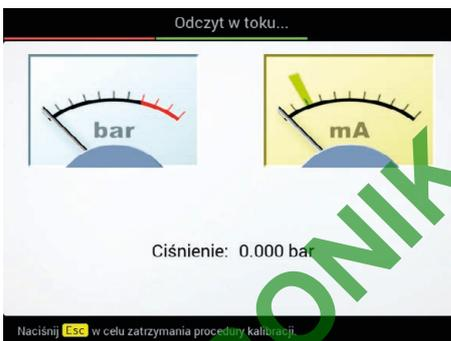 Odczyt w toku...
bar mA
Ciśnienie: 0.000 bar
Naciśnij Esc w celu zatrzymania procedury kalibracji.
ONIK